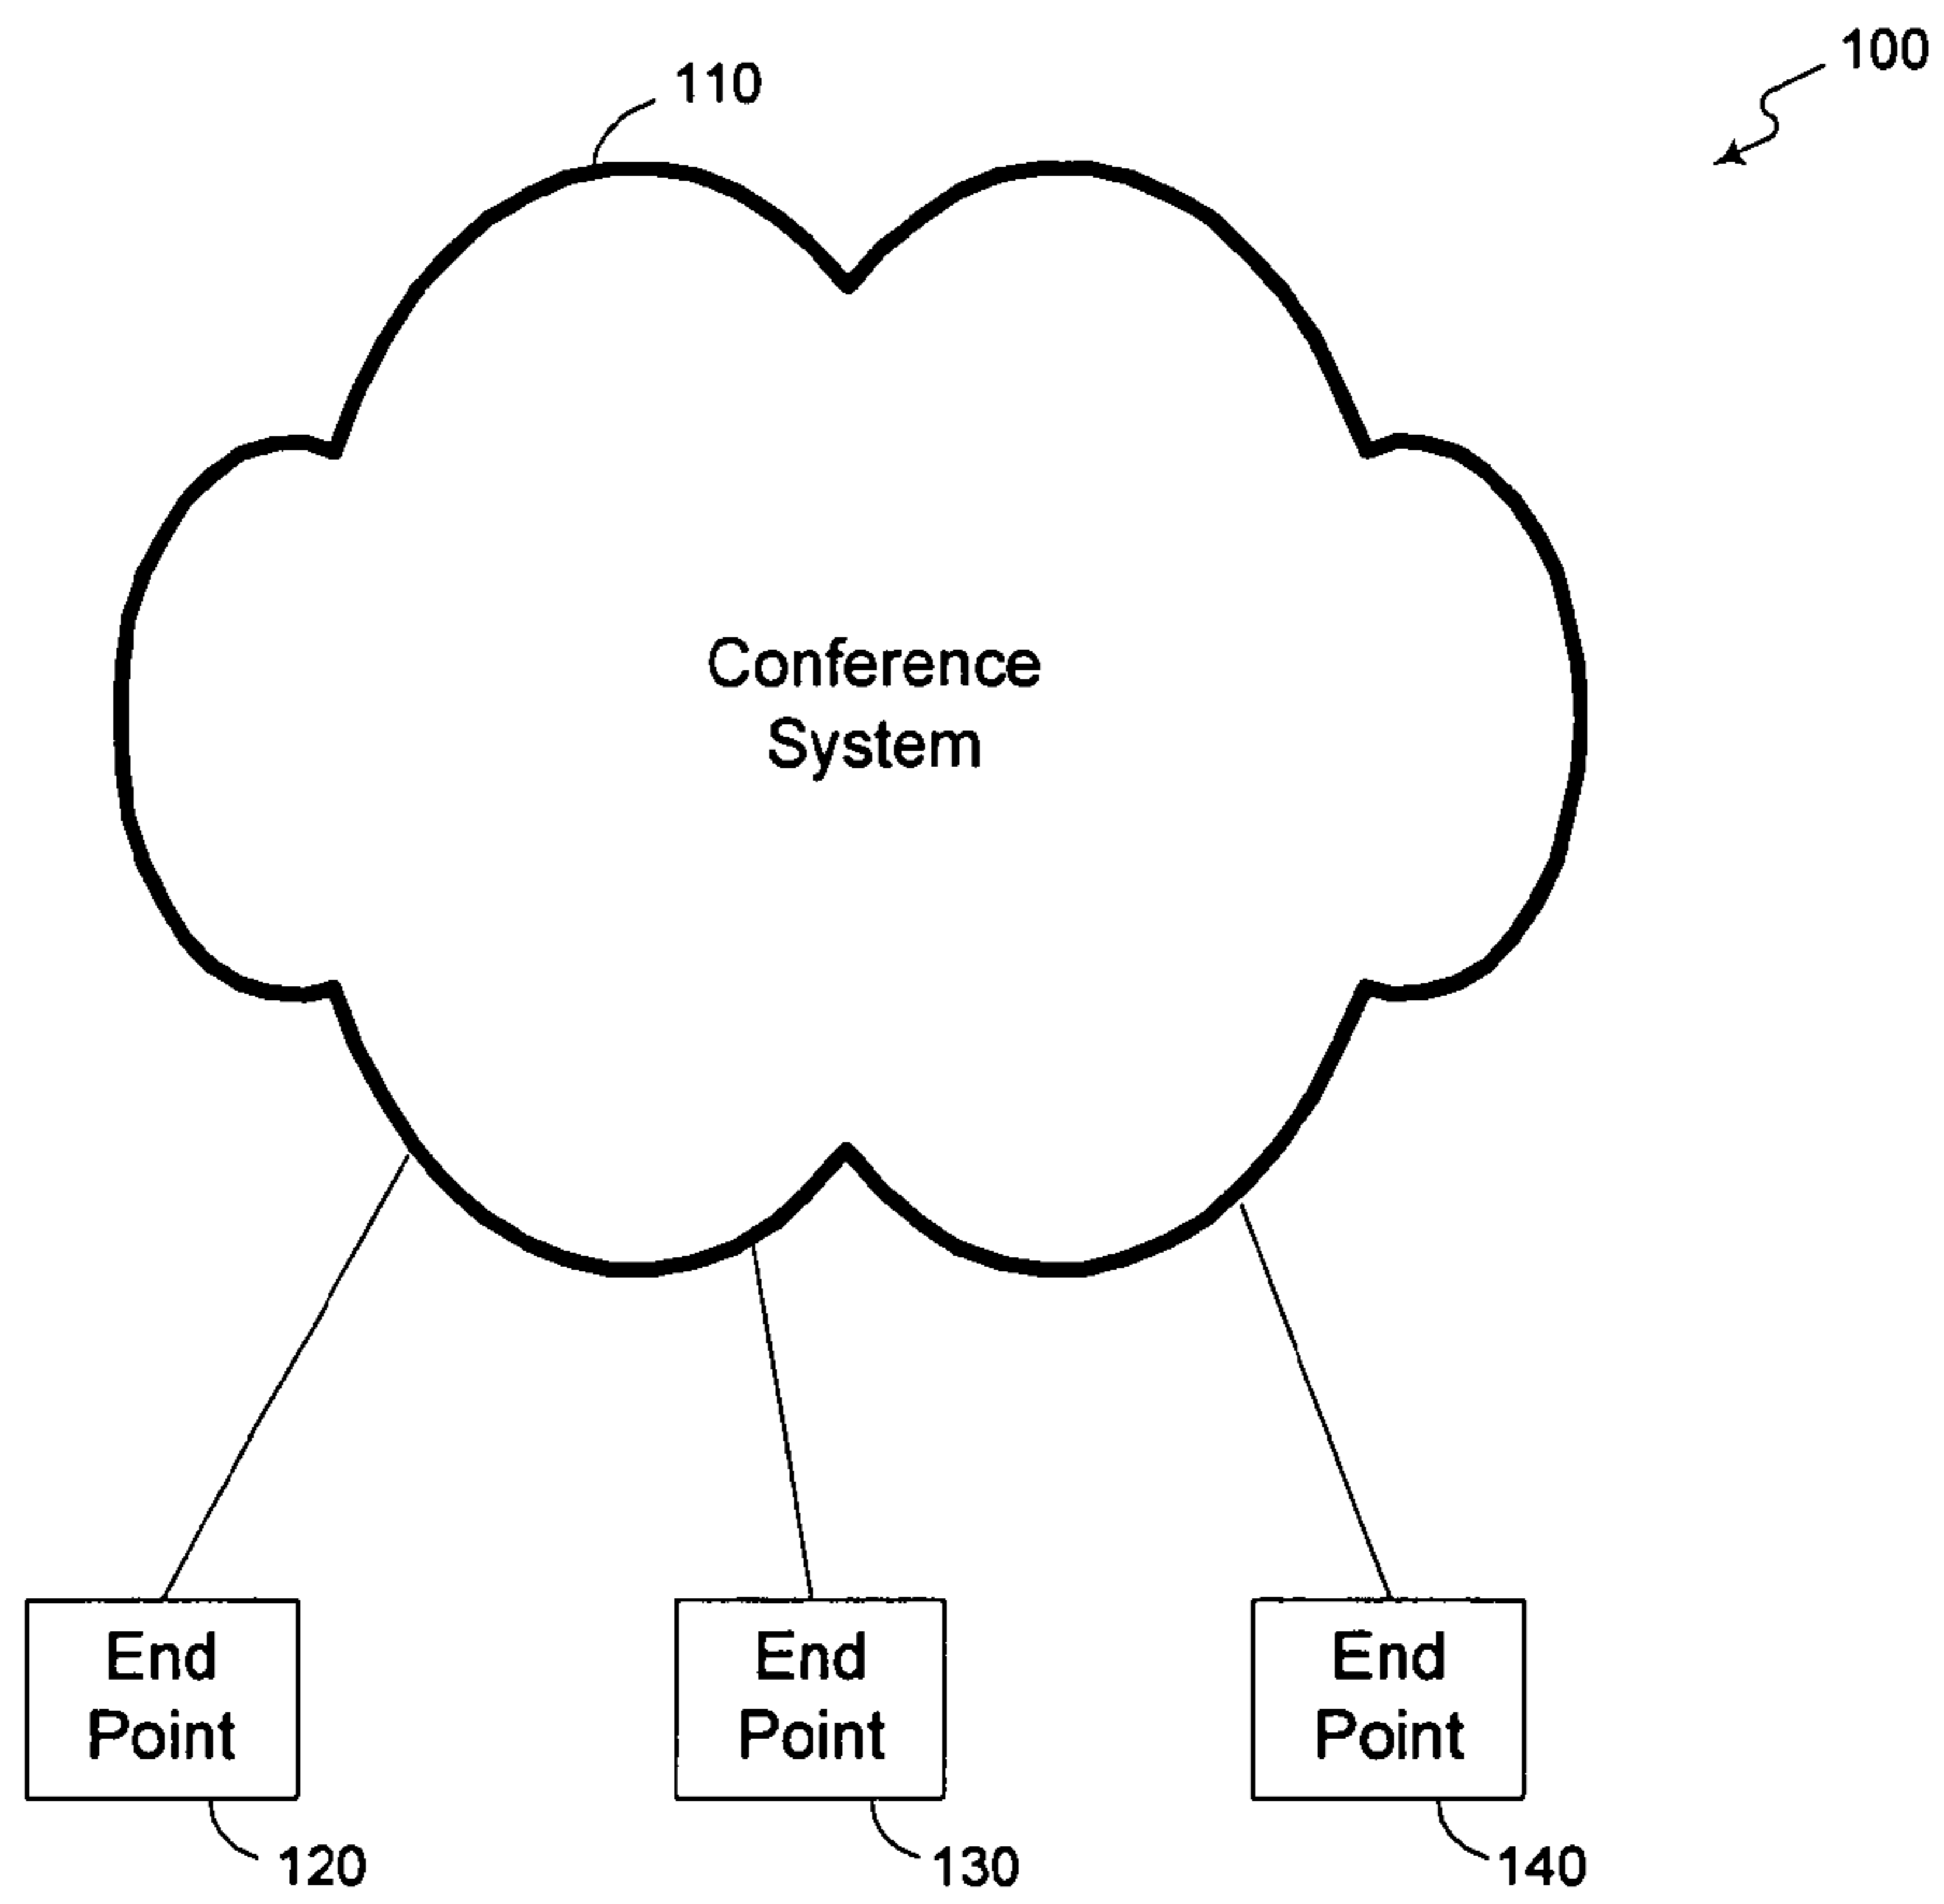 100
110
Conference
System
End
Point
End
Point
End
Point
120
130
140